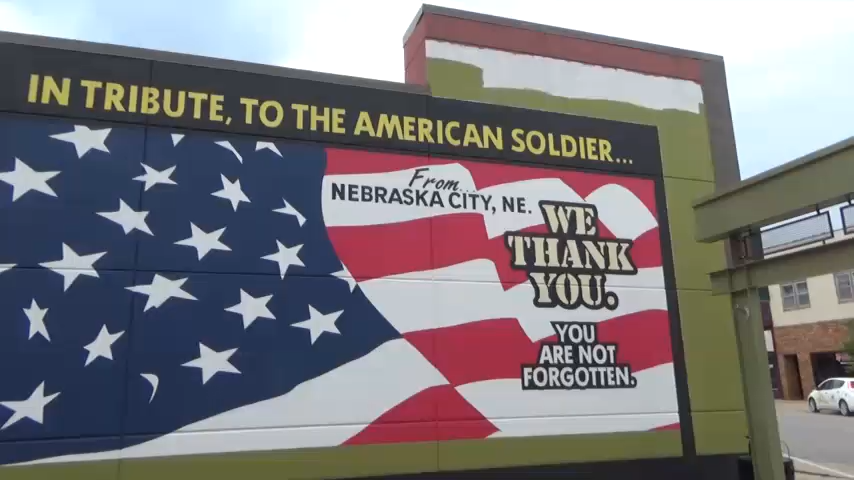 IN TRIBUTE, TO THE AMERICAN SOLDIER...
From...
NEBRASKA CITY, NE.
WE
THANK
YOU.
YOU
ARE NOT
FORGOTTEN.